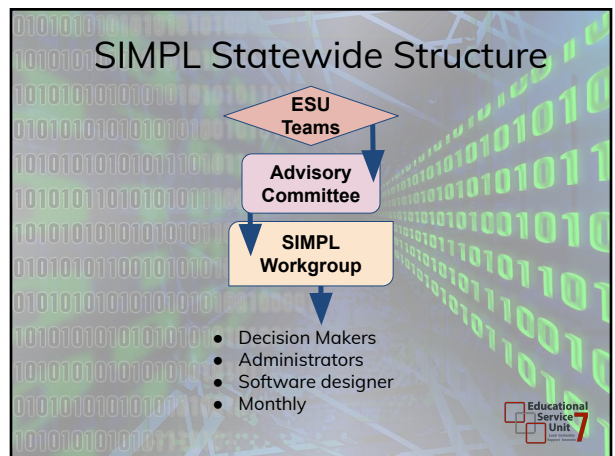 SIMPL Statewide Structure
ESU
Teams
Advisory
Committee
SIMPL
Workgroup
● Decision Makers
● Administrators
● Software designer
● Monthly
Educational
Service
Unit 7